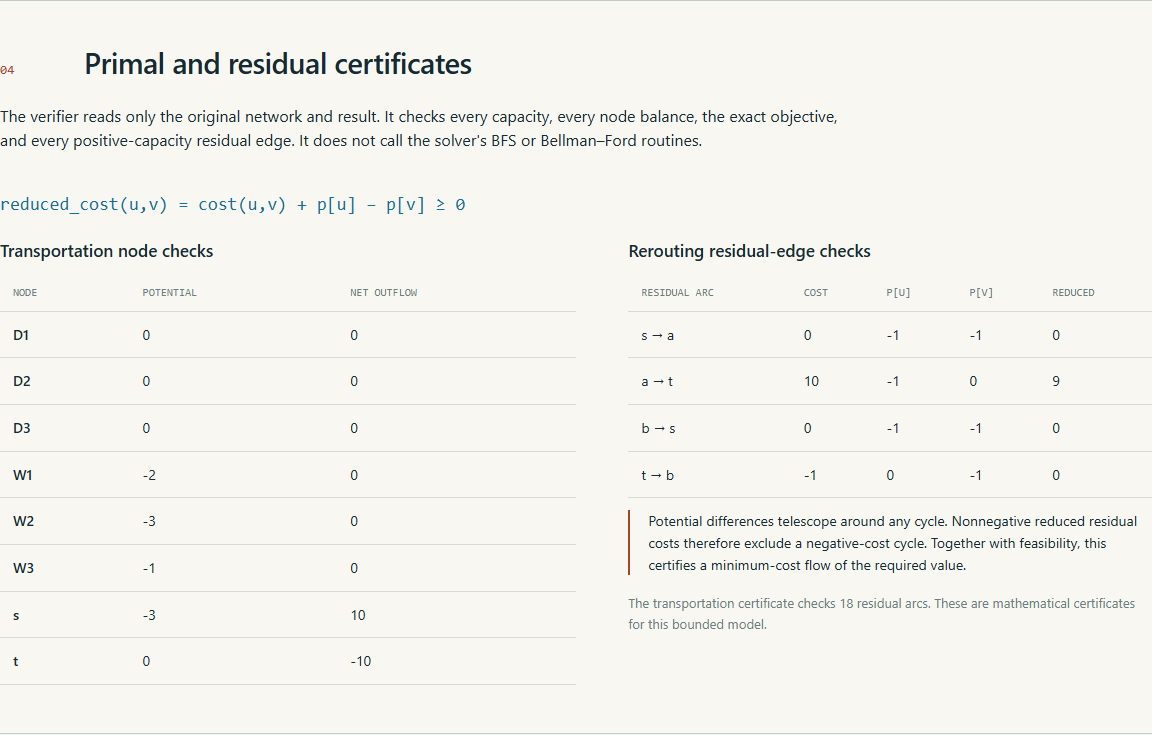 04
Primal and residual certificates
The verifier reads only the original network and result. It checks every capacity, every node balance, the exact objective,
and every positive-capacity residual edge. It does not call the solver's BFS or Bellman–Ford routines.
reduced_cost(u,v) = cost(u,v) + p[u] − p[v] ≥ 0
Transportation node checks
NODE POTENTIAL NET OUTFLOW
D1 0 0
D2 0 0
D3 0 0
W1 -2 0
W2 -3 0
W3 -1 0
s -3 10
t 0 -10
Rerouting residual-edge checks
RESIDUAL ARC COST P[U] P[V] REDUCED
s → a 0 -1 -1 0
a → t 10 -1 0 9
b → s 0 -1 -1 0
t → b -1 0 -1 0
Potential differences telescope around any cycle. Nonnegative reduced residual
costs therefore exclude a negative-cost cycle. Together with feasibility, this
certifies a minimum-cost flow of the required value.
The transportation certificate checks 18 residual arcs. These are mathematical certificates
for this bounded model.